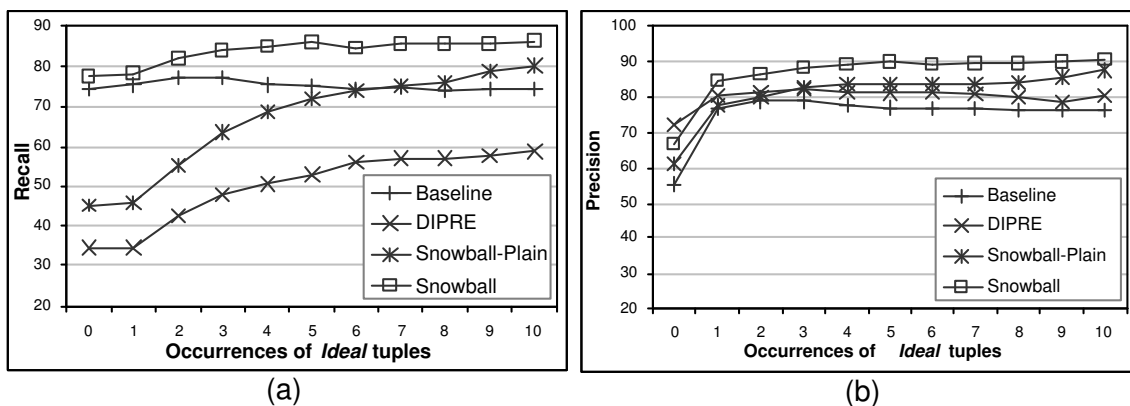 90
80
70
60
50
40
30
20
Recall
0 1 2 3 4 5 6 7 8 9 10
Occurrences of Ideal tuples
Baseline
DIPRE
Snowball-Plain
Snowball
(a)
100
90
80
70
60
50
40
30
20
Precision
0 1 2 3 4 5 6 7 8 9 10
Occurrences of Ideal tuples
Baseline
DIPRE
Snowball-Plain
Snowball
(b)